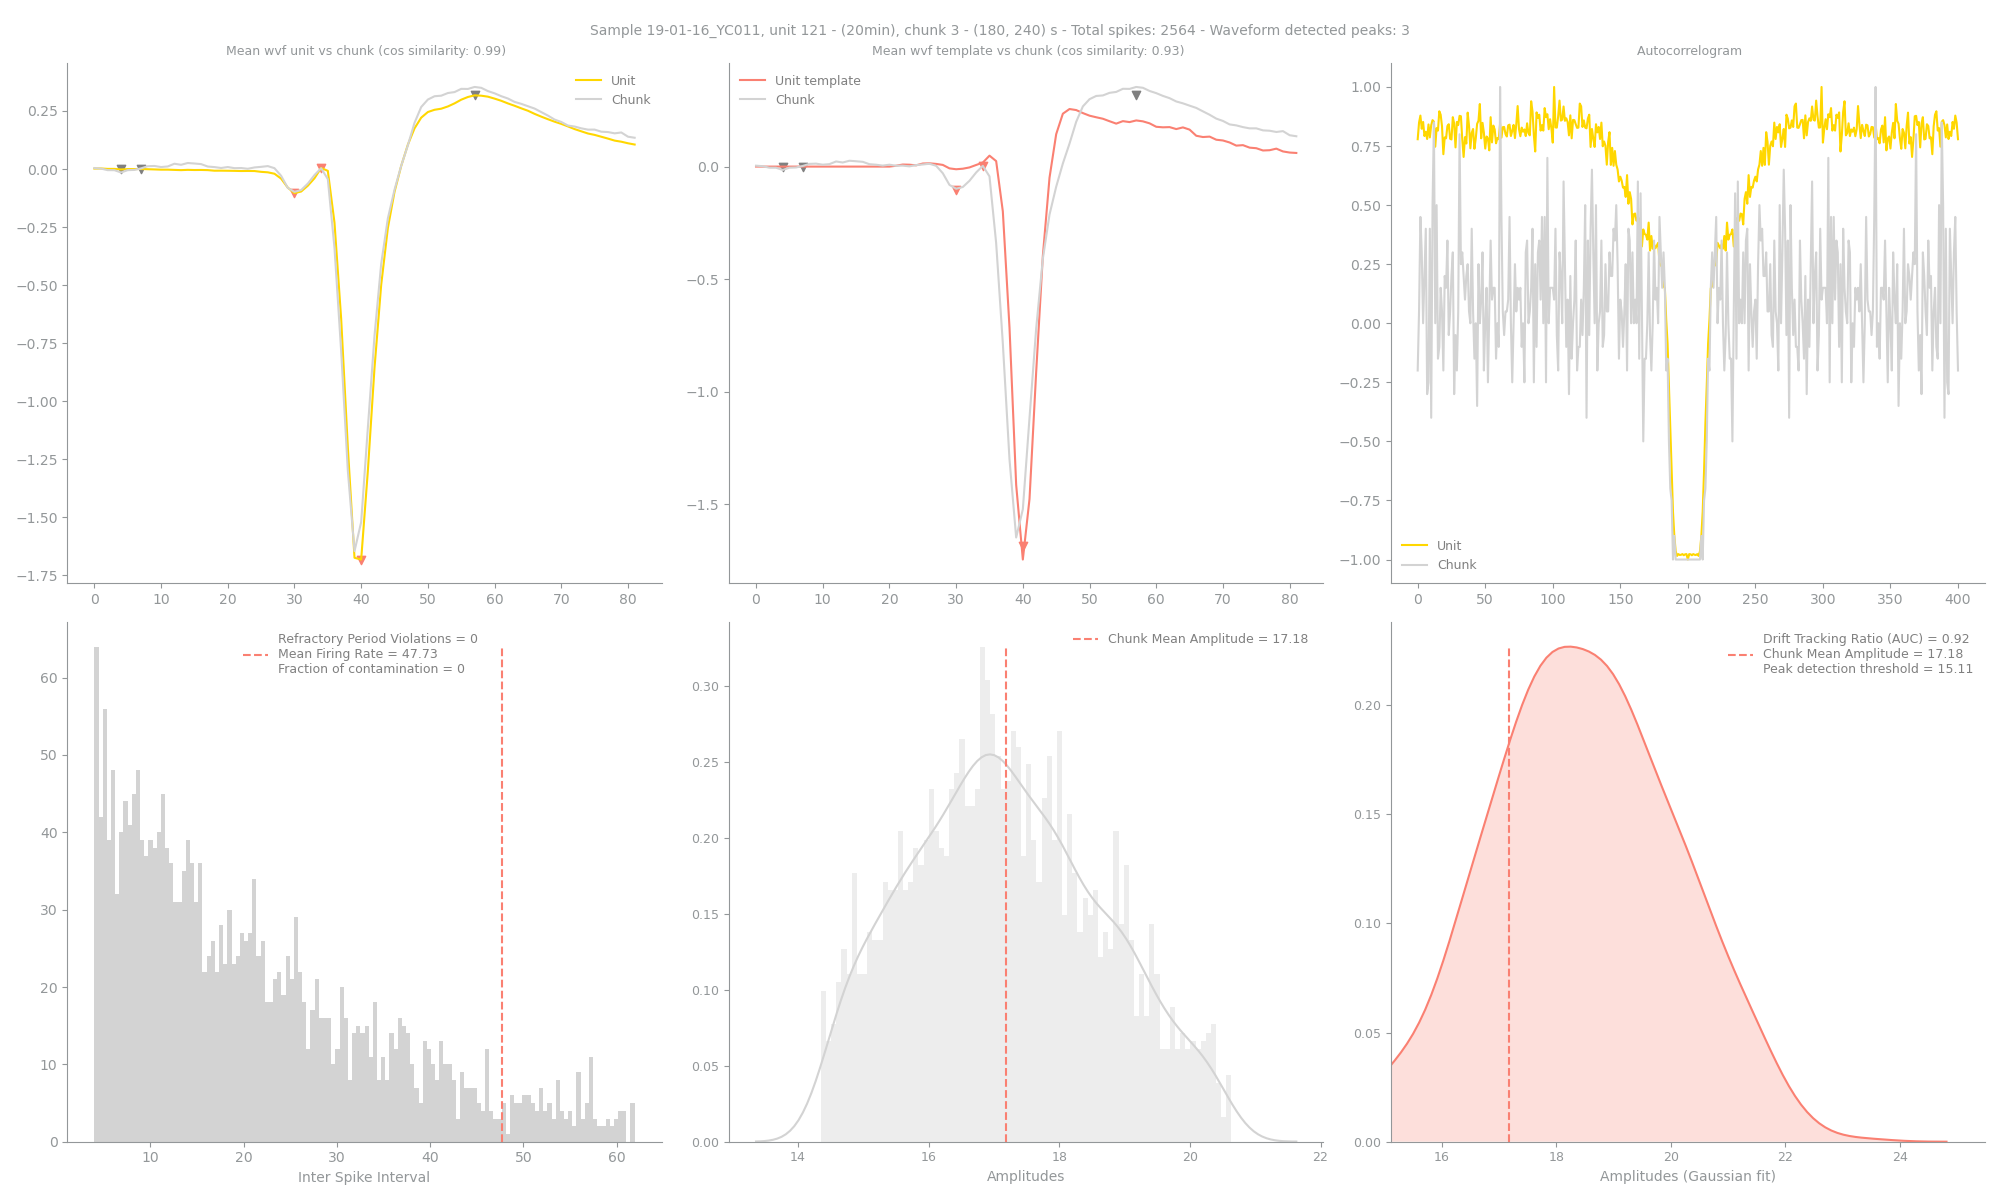 Sample 19-01-16_YC011, unit 121 - (20min), chunk 3 - (180, 240) s - Total spikes: 2564 - Waveform detected peaks: 3
Mean wvf unit vs chunk (cos similarity: 0.99)
Unit
Chunk
0.25
0.00
−0.25
−0.50
−0.75
−1.00
−1.25
−1.50
−1.75
0 10 20 30 40 50 60 70 80
Mean wvf template vs chunk (cos similarity: 0.93)
Unit template
Chunk
0.0
−0.5
−1.0
−1.5
0 10 20 30 40 50 60 70 80
Autocorrelogram
1.00
0.75
0.50
0.25
0.00
−0.25
−0.50
−0.75
−1.00
Unit
Chunk
0 50 100 150 200 250 300 350 400
Refractory Period Violations = 0
Mean Firing Rate = 47.73
Fraction of contamination = 0
60
50
40
30
20
10
0
10 20 30 40 50 60
Inter Spike Interval
Chunk Mean Amplitude = 17.18
0.30
0.25
0.20
0.15
0.10
0.05
0.00
14 16 18 20 22
Amplitudes
Drift Tracking Ratio (AUC) = 0.92
Chunk Mean Amplitude = 17.18
Peak detection threshold = 15.11
0.20
0.15
0.10
0.05
0.00
16 18 20 22 24
Amplitudes (Gaussian fit)